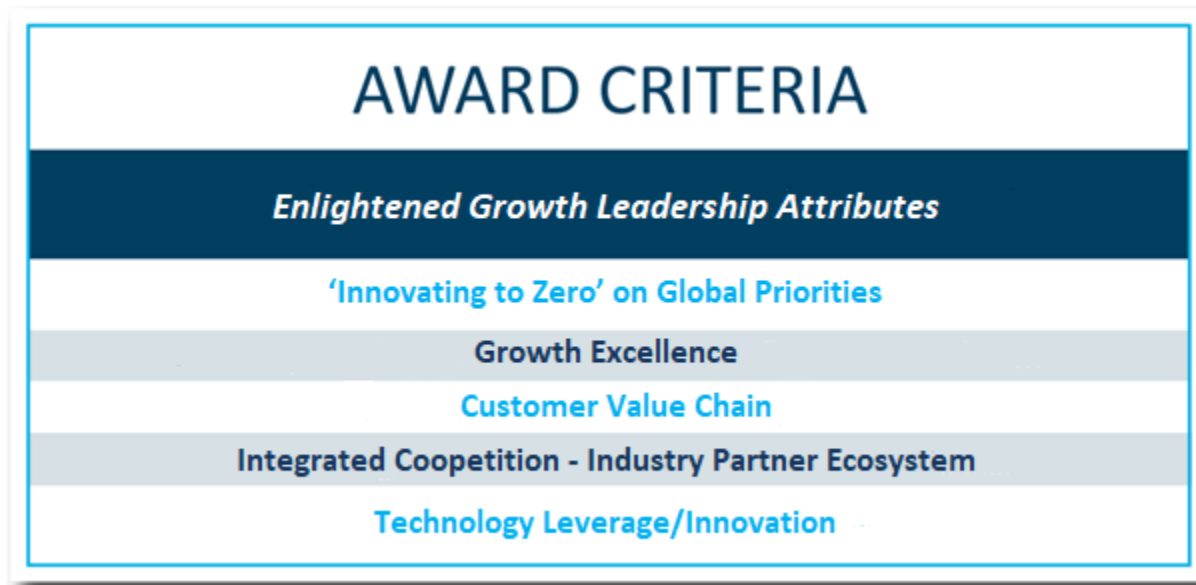 AWARD CRITERIA
Enlightened Growth Leadership Attributes
‘Innovating to Zero’ on Global Priorities
Growth Excellence
Customer Value Chain
Integrated Coopetition - Industry Partner Ecosystem
Technology Leverage/Innovation